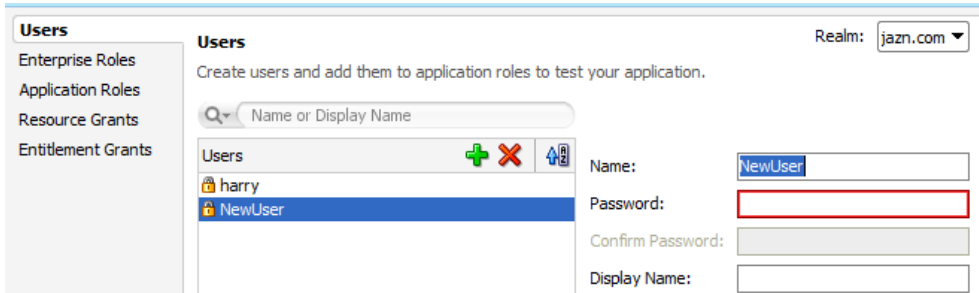 Users
Enterprise Roles
Application Roles
Resource Grants
Entitlement Grants
Users
Realm: jazn.com
Create users and add them to application roles to test your application.
Name or Display Name
Users
harry
NewUser
Name: NewUser
Password:
Confirm Password:
Display Name: